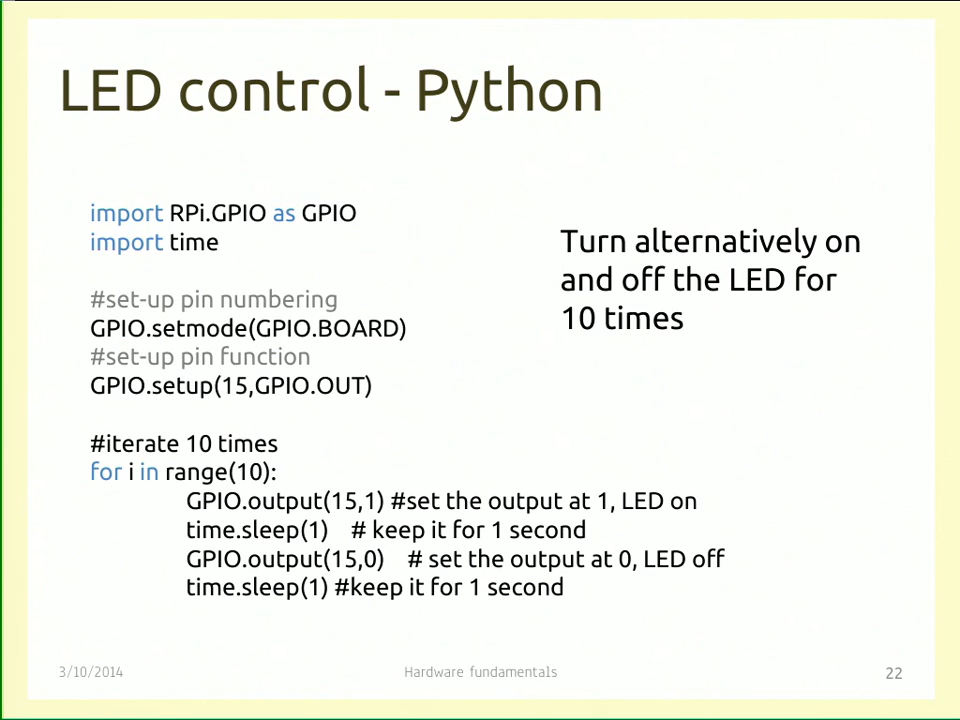 LED control - Python
import RPi.GPIO as GPIO
import time
#set-up pin numbering
GPIO.setmode(GPIO.BOARD)
#set-up pin function
GPIO.setup(15,GPIO.OUT)
#iterate 10 times
for i in range(10):
GPIO.output(15,1) #set the output at 1, LED on
time.sleep(1) # keep it for 1 second
GPIO.output(15,0) # set the output at 0, LED off
time.sleep(1) #keep it for 1 second
Turn alternatively on
and off the LED for
10 times
3/10/2014
Hardware fundamentals
22